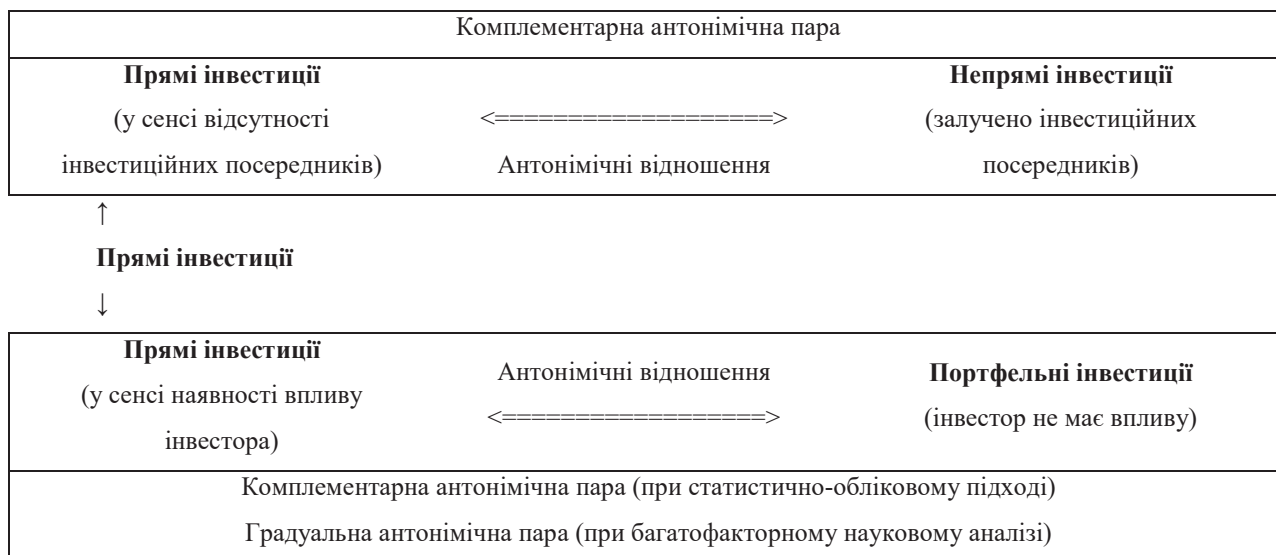 Комплементарна антонімічна пара
Прямі інвестиції
(у сенсі відсутності
інвестиційних посередників)
<===================>
Антонімічні відношення
Непрямі інвестиції
(залучено інвестиційних
посередників)
↑
Прямі інвестиції
↓
Прямі інвестиції
(у сенсі наявності впливу
інвестора)
Антонімічні відношення
<==================>
Портфельні інвестиції
(інвестор не має впливу)
Комплементарна антонімічна пара (при статистично-обліковому підході)
Градуальна антонімічна пара (при багатофакторному науковому аналізі)